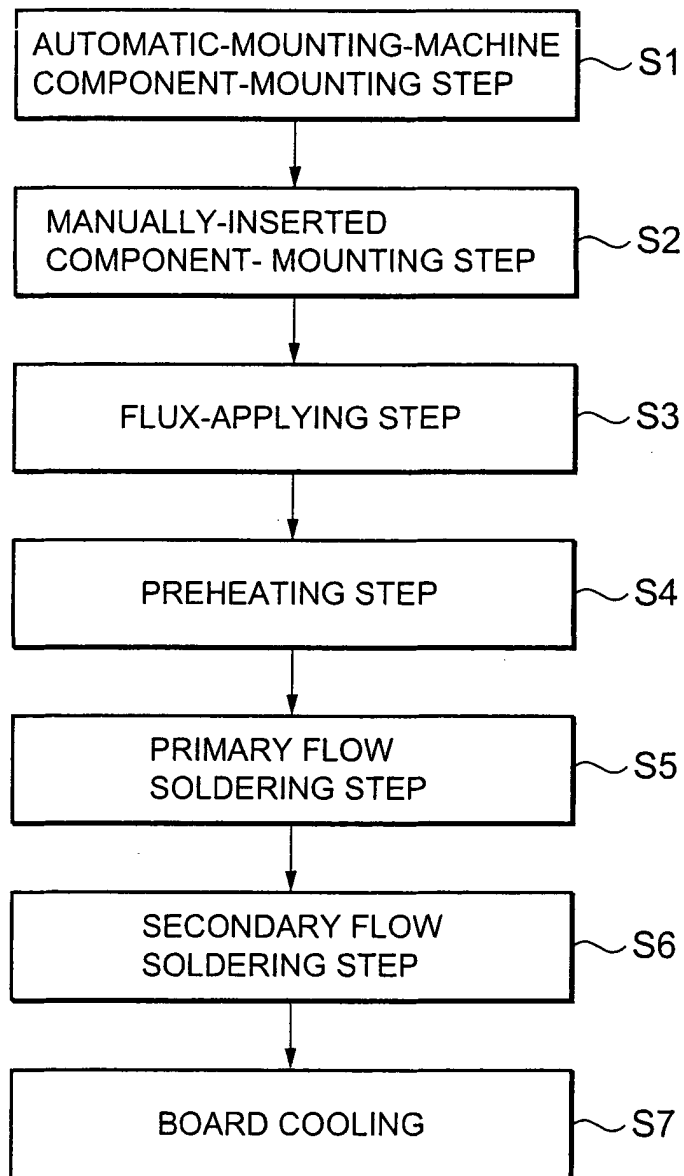 AUTOMATIC-MOUNTING-MACHINE
COMPONENT-MOUNTING STEP
S1
MANUALLY-INSERTED
COMPONENT- MOUNTING STEP
S2
FLUX-APPLYING STEP
S3
PREHEATING STEP
S4
PRIMARY FLOW
SOLDERING STEP
S5
SECONDARY FLOW
SOLDERING STEP
S6
BOARD COOLING
S7